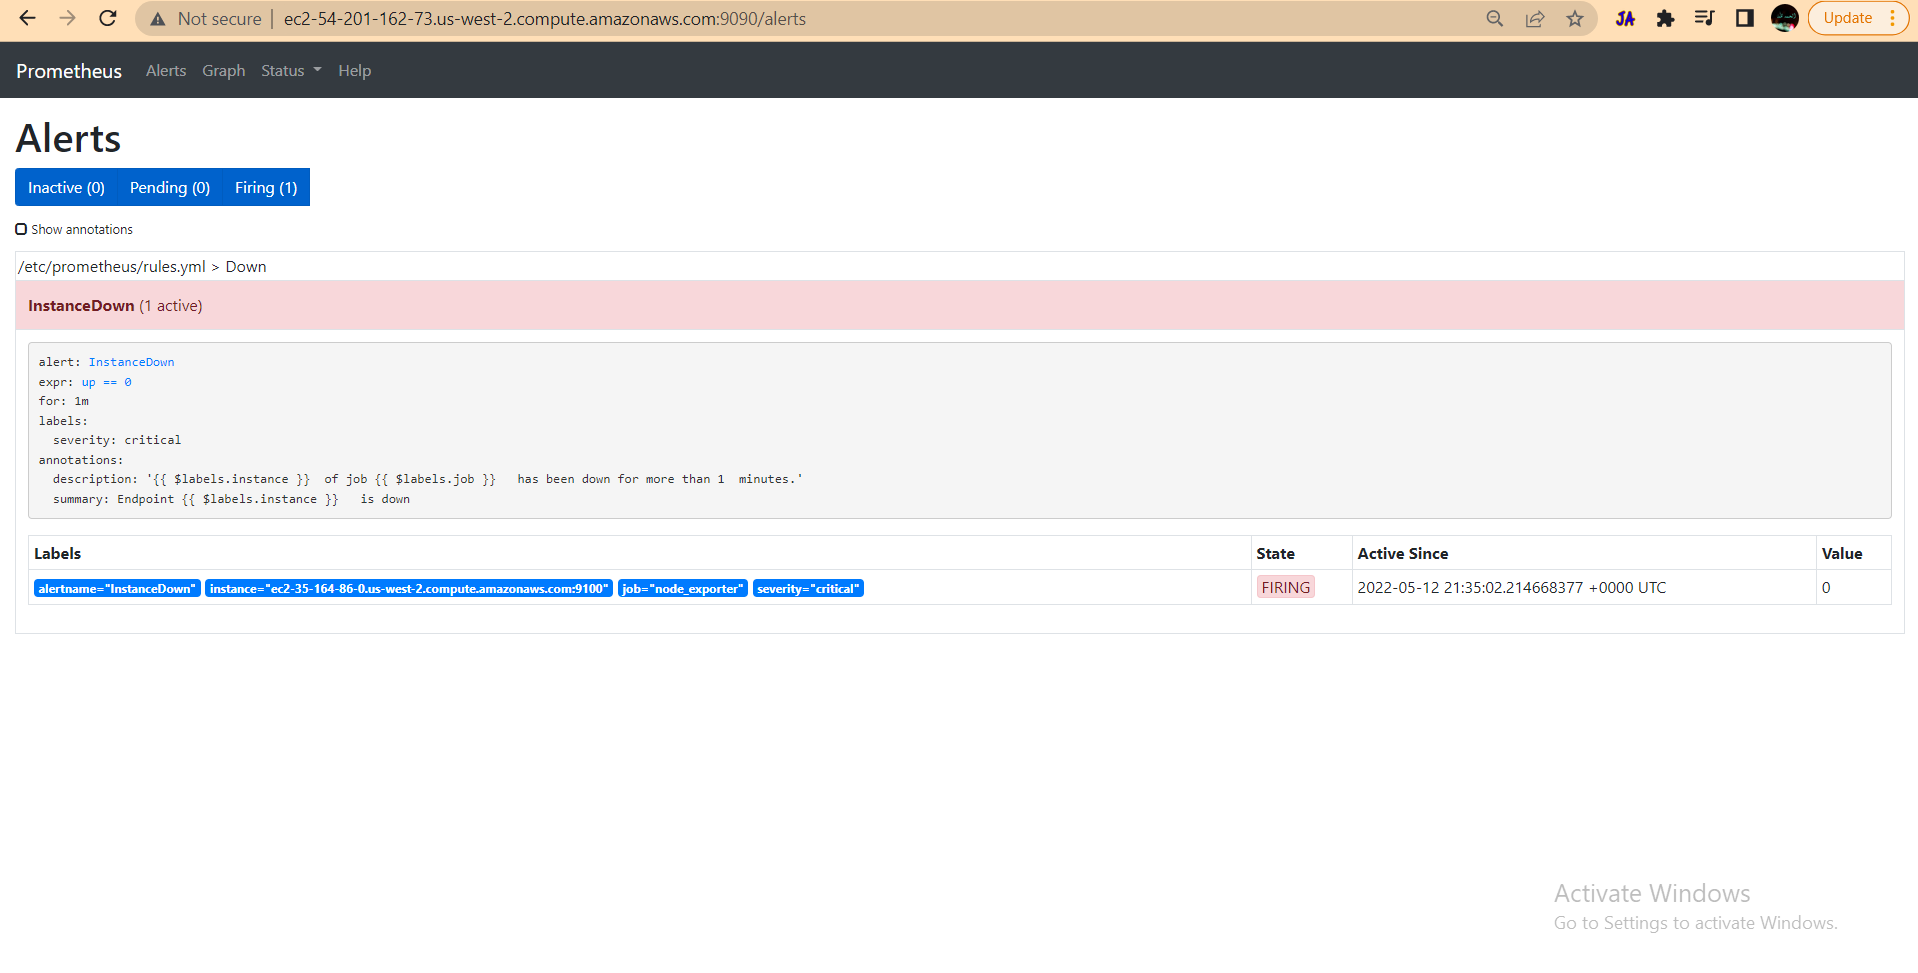 Not secure | ec2-54-201-162-73.us-west-2.compute.amazonaws.com:9090/alerts JA Update
Prometheus Alerts Graph Status Help
Alerts
Inactive (0) Pending (0) Firing (1)
Show annotations
/etc/prometheus/rules.yml > Down
InstanceDown (1 active)
alert: InstanceDown
expr: up == 0
for: 1m
labels:
  severity: critical
annotations:
  description: '{{ $labels.instance }}  of job {{ $labels.job }}   has been down for more than 1  minutes.'
  summary: Endpoint {{ $labels.instance }}   is down
Labels State Active Since Value
alertname="InstanceDown" instance="ec2-35-164-86-0.us-west-2.compute.amazonaws.com:9100" job="node_exporter" severity="critical" FIRING 2022-05-12 21:35:02.214668377 +0000 UTC 0
Activate Windows
Go to Settings to activate Windows.